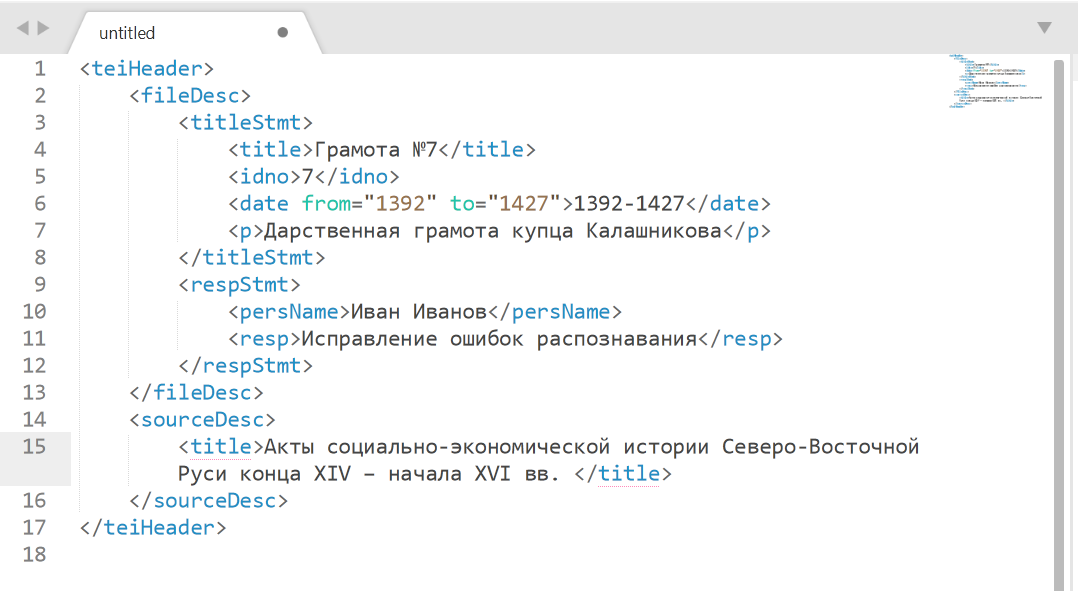 untitled
1 <teiHeader>
2 <fileDesc>
3 <titleStmt>
4 <title>Грамота №7</title>
5 <idno>7</idno>
6 <date from="1392" to="1427">1392-1427</date>
7 <p>Дарственная грамота купца Калашникова</p>
8 </titleStmt>
9 <respStmt>
10 <persName>Иван Иванов</persName>
11 <resp>Исправление ошибок распознавания</resp>
12 </respStmt>
13 </fileDesc>
14 <sourceDesc>
15 <title>Акты социально-экономической истории Северо-Восточной
Руси конца XIV – начала XVI вв. </title>
16 </sourceDesc>
17 </teiHeader>
18